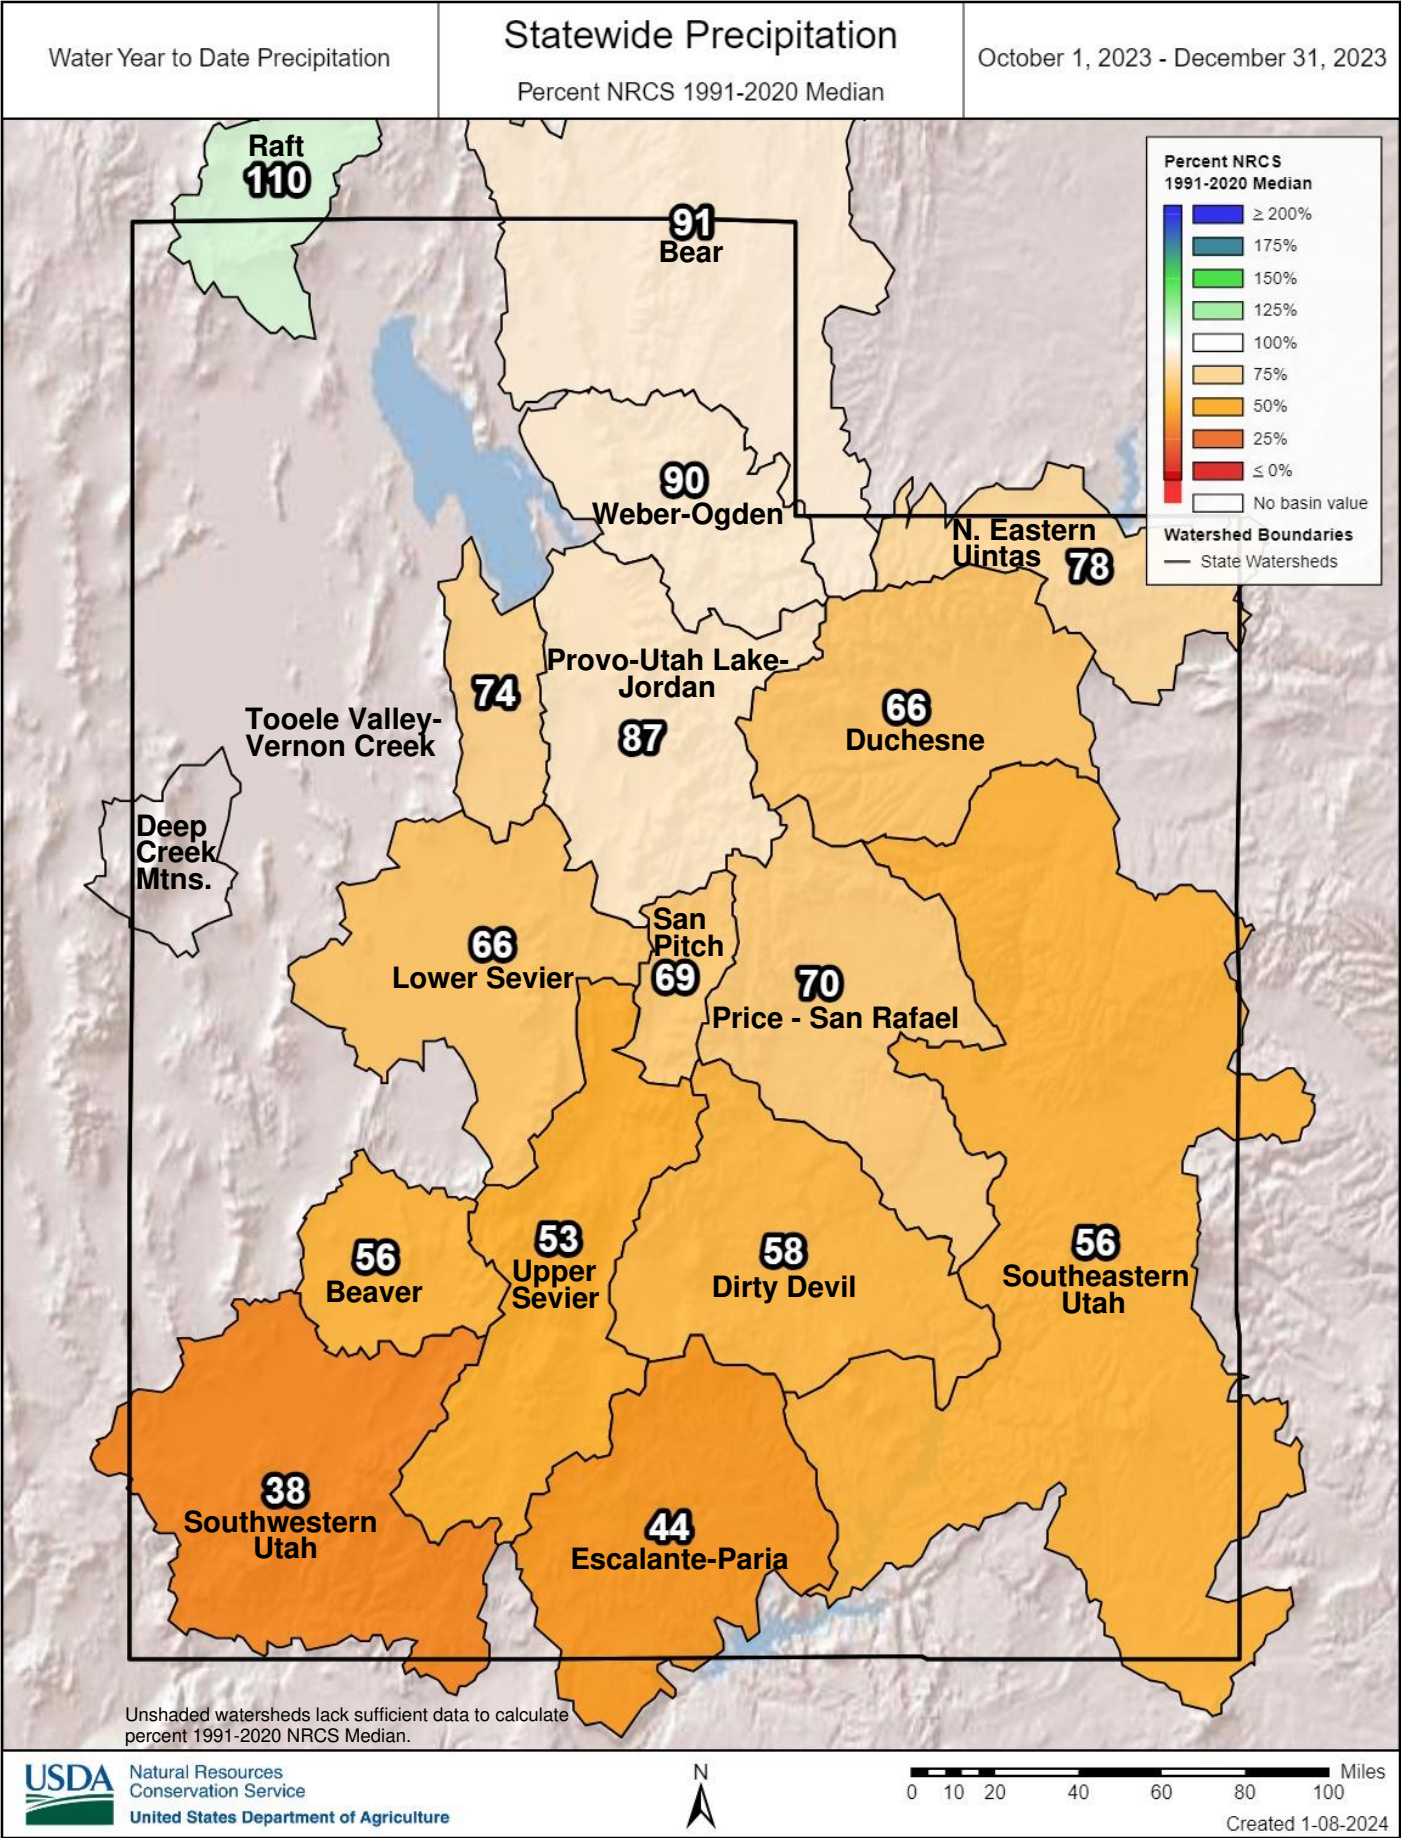 Water Year to Date Precipitation
Statewide Precipitation
Percent NRCS 1991-2020 Median
October 1, 2023 - December 31, 2023
Raft
110
91
Bear
Percent NRCS
1991-2020 Median
≥ 200%
175%
150%
125%
100%
75%
50%
25%
≤ 0%
No basin value
Watershed Boundaries
State Watersheds
90
Weber-Ogden
N. Eastern
Uintas
78
Provo-Utah Lake-
Jordan
87
74
Tooele Valley-
Vernon Creek
66
Duchesne
Deep
Creek
Mtns.
66
Lower Sevier
San
Pitch
69
70
Price - San Rafael
56
Beaver
53
Upper
Sevier
58
Dirty Devil
56
Southeastern
Utah
38
Southwestern
Utah
44
Escalante-Paria
Unshaded watersheds lack sufficient data to calculate
percent 1991-2020 NRCS Median.
USDA
Natural Resources
Conservation Service
United States Department of Agriculture
N
Miles
0 10 20 40 60 80 100
Created 1-08-2024